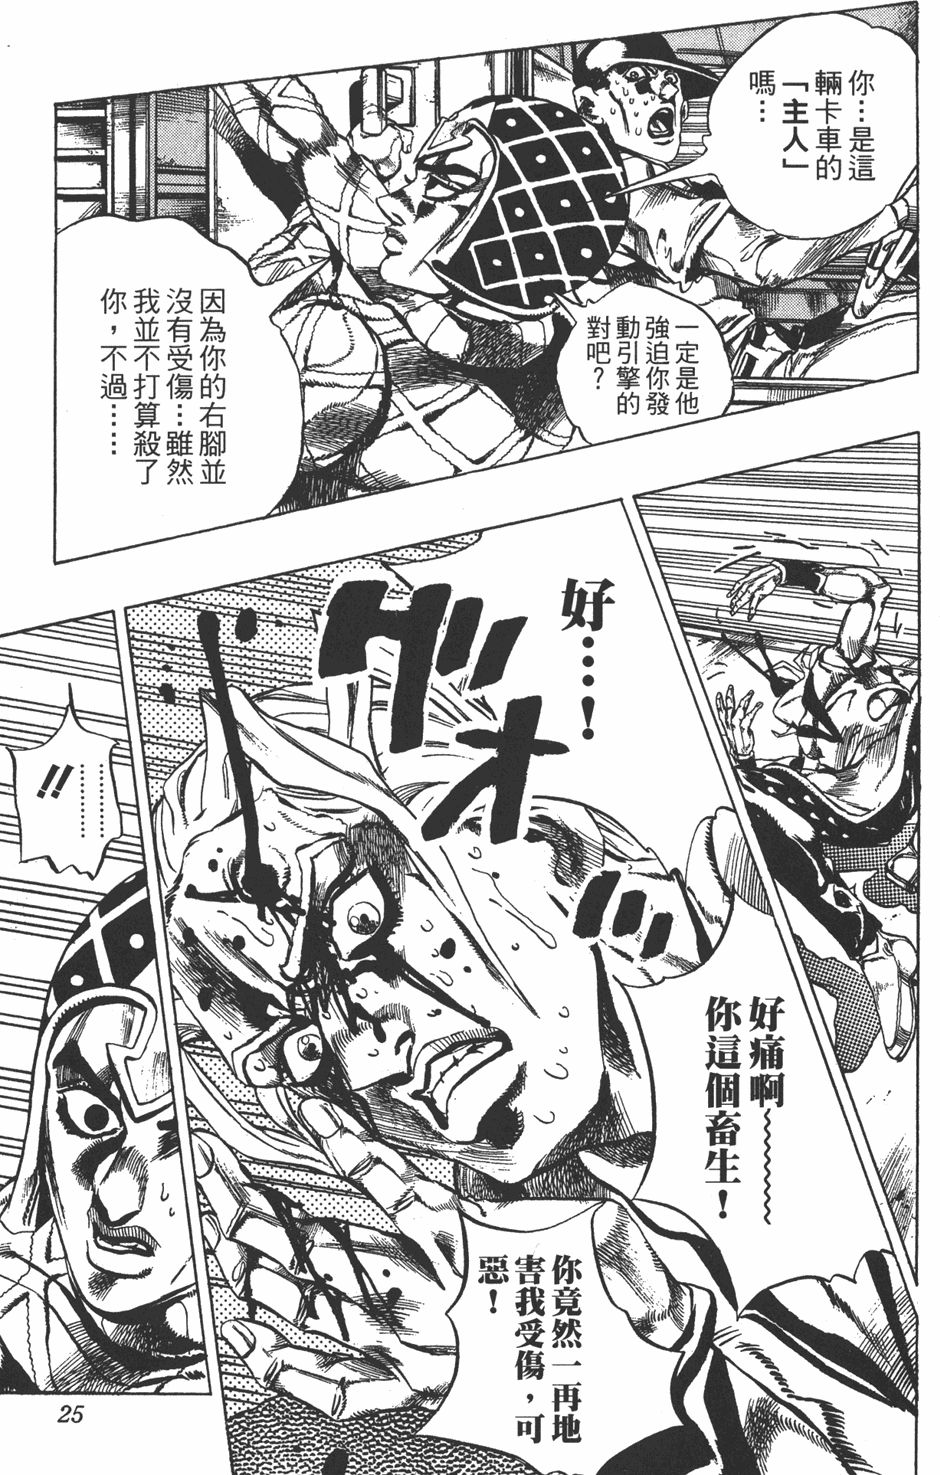 你…是這
輛卡車的
「主人」
嗎…
一定是他
強迫你發
動引擎的
對吧？
因為你的右腳並
沒有受傷…雖然
我並不打算殺了
你，不過……
好…！
グオオ
好痛啊～～～
你這個畜生！
你竟然一再地
害我受傷，可
惡！
…………
!!
25